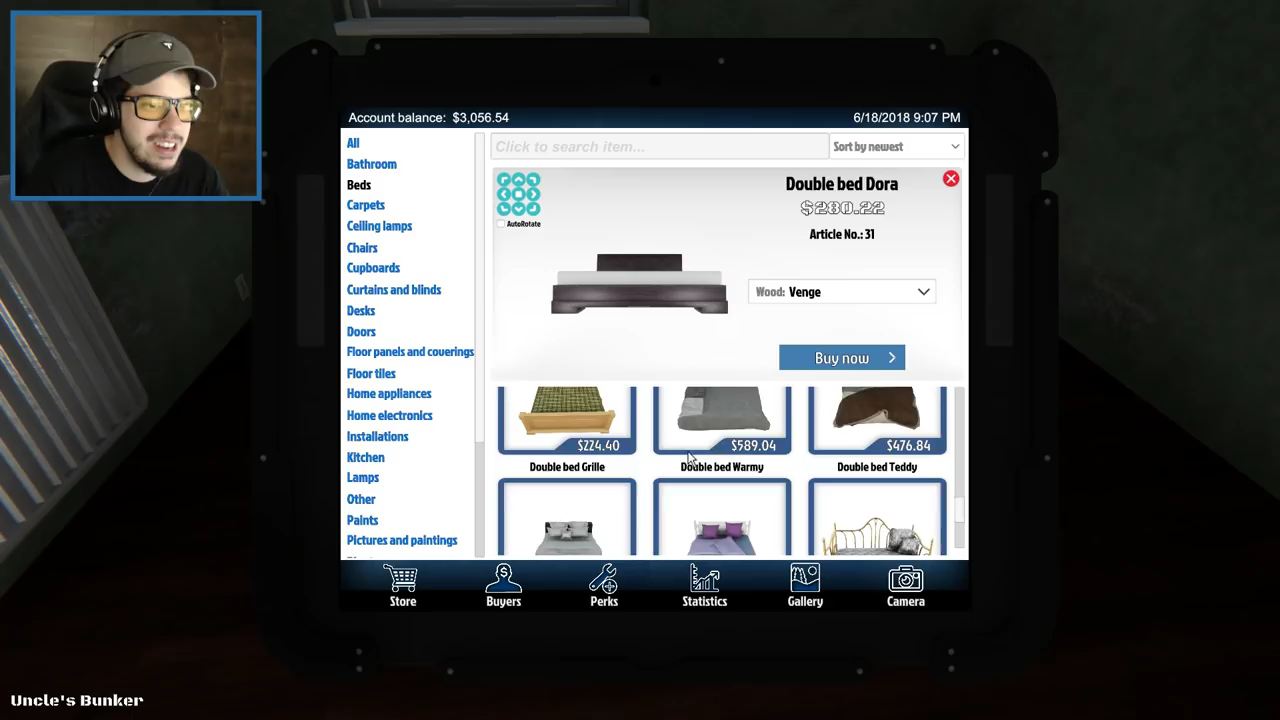 Account balance: $3,056.54
6/18/2018 9:07 PM
All
Bathroom
Beds
Carpets
Ceiling lamps
Chairs
Cupboards
Curtains and blinds
Desks
Doors
Floor panels and coverings
Floor tiles
Home appliances
Home electronics
Installations
Kitchen
Lamps
Other
Paints
Pictures and paintings
Click to search item...
Sort by newest
AutoRotate
Double bed Dora
$280.22
Article No.: 31
Wood: Venge
Buy now
$224.40 $589.04 $476.84
Double bed Grille Double bed Warmy Double bed Teddy
Store Buyers Perks Statistics Gallery Camera
Uncle's Bunker